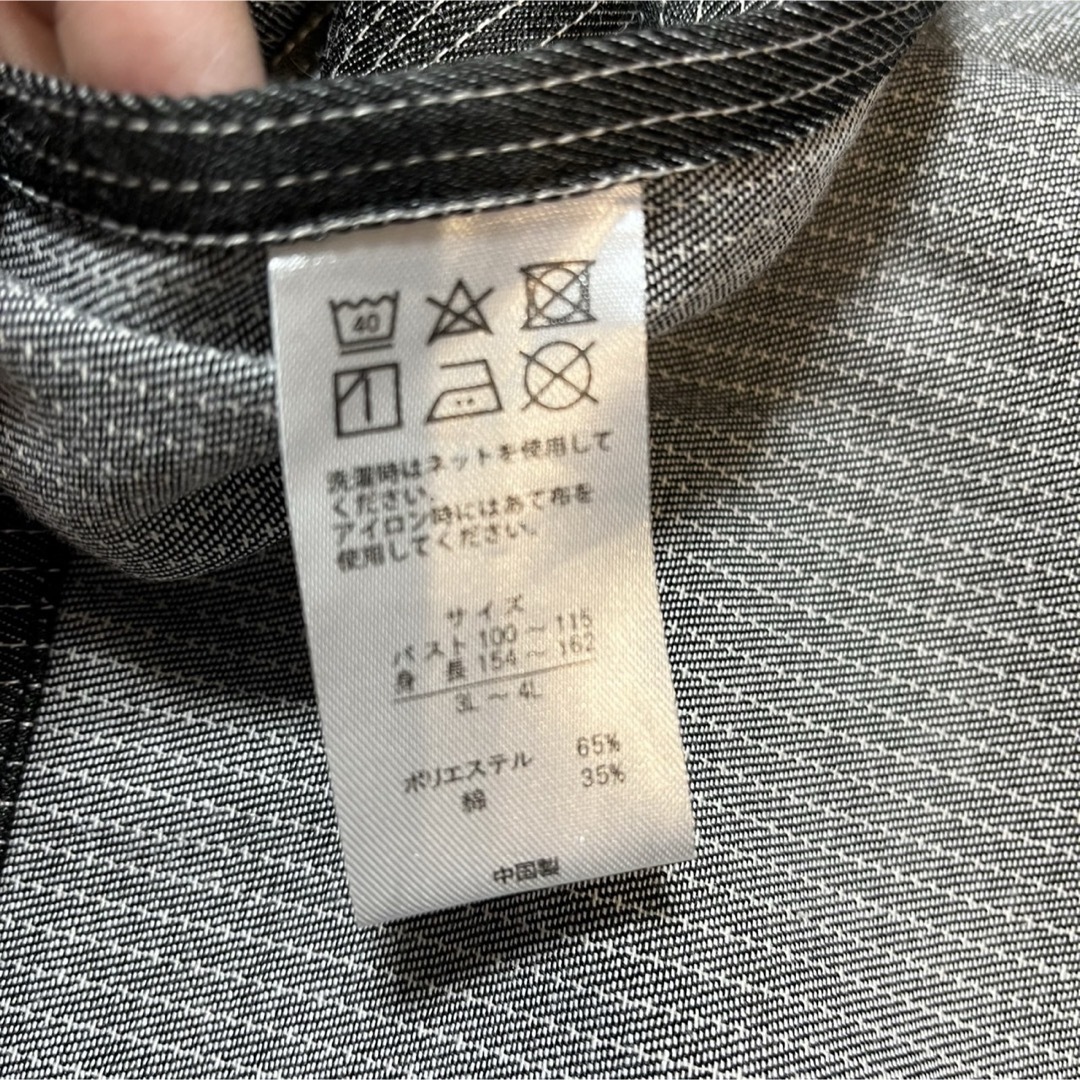 40
洗濯時はネットを使用して
ください。
アイロン時にはあて布を
使用してください。
サイズ
バスト 100 ～ 115
身　長 154 ～ 162
3L ～ 4L
ポリエステル 65%
綿 35%
中国製